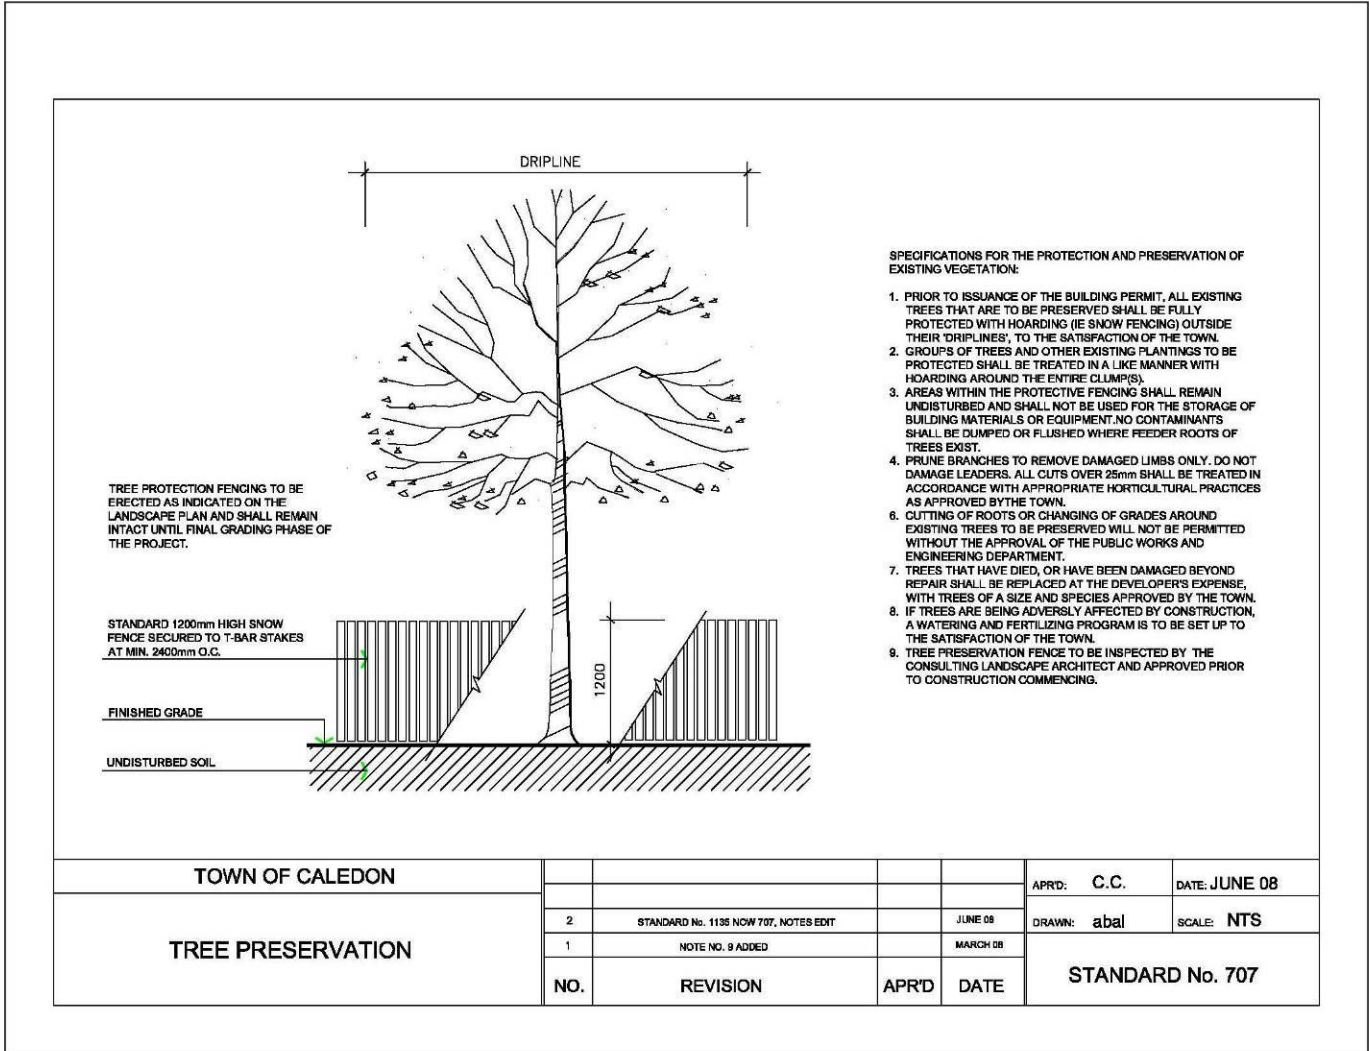 DRIPLINE
SPECIFICATIONS FOR THE PROTECTION AND PRESERVATION OF
EXISTING VEGETATION:
1. PRIOR TO ISSUANCE OF THE BUILDING PERMIT, ALL EXISTING
TREES THAT ARE TO BE PRESERVED SHALL BE FULLY
PROTECTED WITH HOARDING (IE SNOW FENCING) OUTSIDE
THEIR 'DRIPLINES', TO THE SATISFACTION OF THE TOWN.
2. GROUPS OF TREES AND OTHER EXISTING PLANTINGS TO BE
PROTECTED SHALL BE TREATED IN A LIKE MANNER WITH
HOARDING AROUND THE ENTIRE CLUMP(S).
3. AREAS WITHIN THE PROTECTIVE FENCING SHALL REMAIN
UNDISTURBED AND SHALL NOT BE USED FOR THE STORAGE OF
BUILDING MATERIALS OR EQUIPMENT.NO CONTAMINANTS
SHALL BE DUMPED OR FLUSHED WHERE FEEDER ROOTS OF
TREES EXIST.
4. PRUNE BRANCHES TO REMOVE DAMAGED LIMBS ONLY. DO NOT
DAMAGE LEADERS. ALL CUTS OVER 25mm SHALL BE TREATED IN
ACCORDANCE WITH APPROPRIATE HORTICULTURAL PRACTICES
AS APPROVED BYTHE TOWN.
6. CUTTING OF ROOTS OR CHANGING OF GRADES AROUND
EXISTING TREES TO BE PRESERVED WILL NOT BE PERMITTED
WITHOUT THE APPROVAL OF THE PUBLIC WORKS AND
ENGINEERING DEPARTMENT.
7. TREES THAT HAVE DIED, OR HAVE BEEN DAMAGED BEYOND
REPAIR SHALL BE REPLACED AT THE DEVELOPER'S EXPENSE,
WITH TREES OF A SIZE AND SPECIES APPROVED BY THE TOWN.
8. IF TREES ARE BEING ADVERSLY AFFECTED BY CONSTRUCTION,
A WATERING AND FERTILIZING PROGRAM IS TO BE SET UP TO
THE SATISFACTION OF THE TOWN.
9. TREE PRESERVATION FENCE TO BE INSPECTED BY THE
CONSULTING LANDSCAPE ARCHITECT AND APPROVED PRIOR
TO CONSTRUCTION COMMENCING.
TREE PROTECTION FENCING TO BE
ERECTED AS INDICATED ON THE
LANDSCAPE PLAN AND SHALL REMAIN
INTACT UNTIL FINAL GRADING PHASE OF
THE PROJECT.
STANDARD 1200mm HIGH SNOW
FENCE SECURED TO T-BAR STAKES
AT MIN. 2400mm O.C.
1200
FINISHED GRADE
UNDISTURBED SOIL
TOWN OF CALEDON
TREE PRESERVATION
2 STANDARD No. 1135 NOW 707, NOTES EDIT JUNE 08
1 NOTE NO. 9 ADDED MARCH 08
NO. REVISION APR'D DATE
APR'D: C.C. DATE: JUNE 08
DRAWN: abal SCALE: NTS
STANDARD No. 707